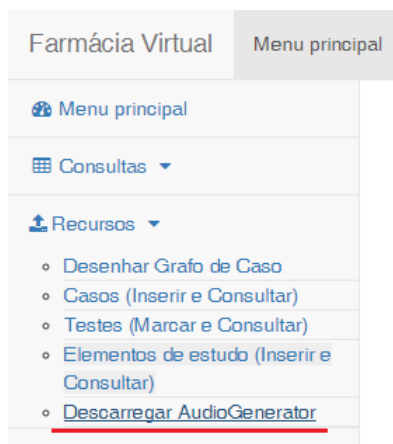 Farmácia Virtual Menu principal
Menu principal
Consultas
Recursos
Desenhar Grafo de Caso
Casos (Inserir e Consultar)
Testes (Marcar e Consultar)
Elementos de estudo (Inserir e
Consultar)
Descarregar AudioGenerator